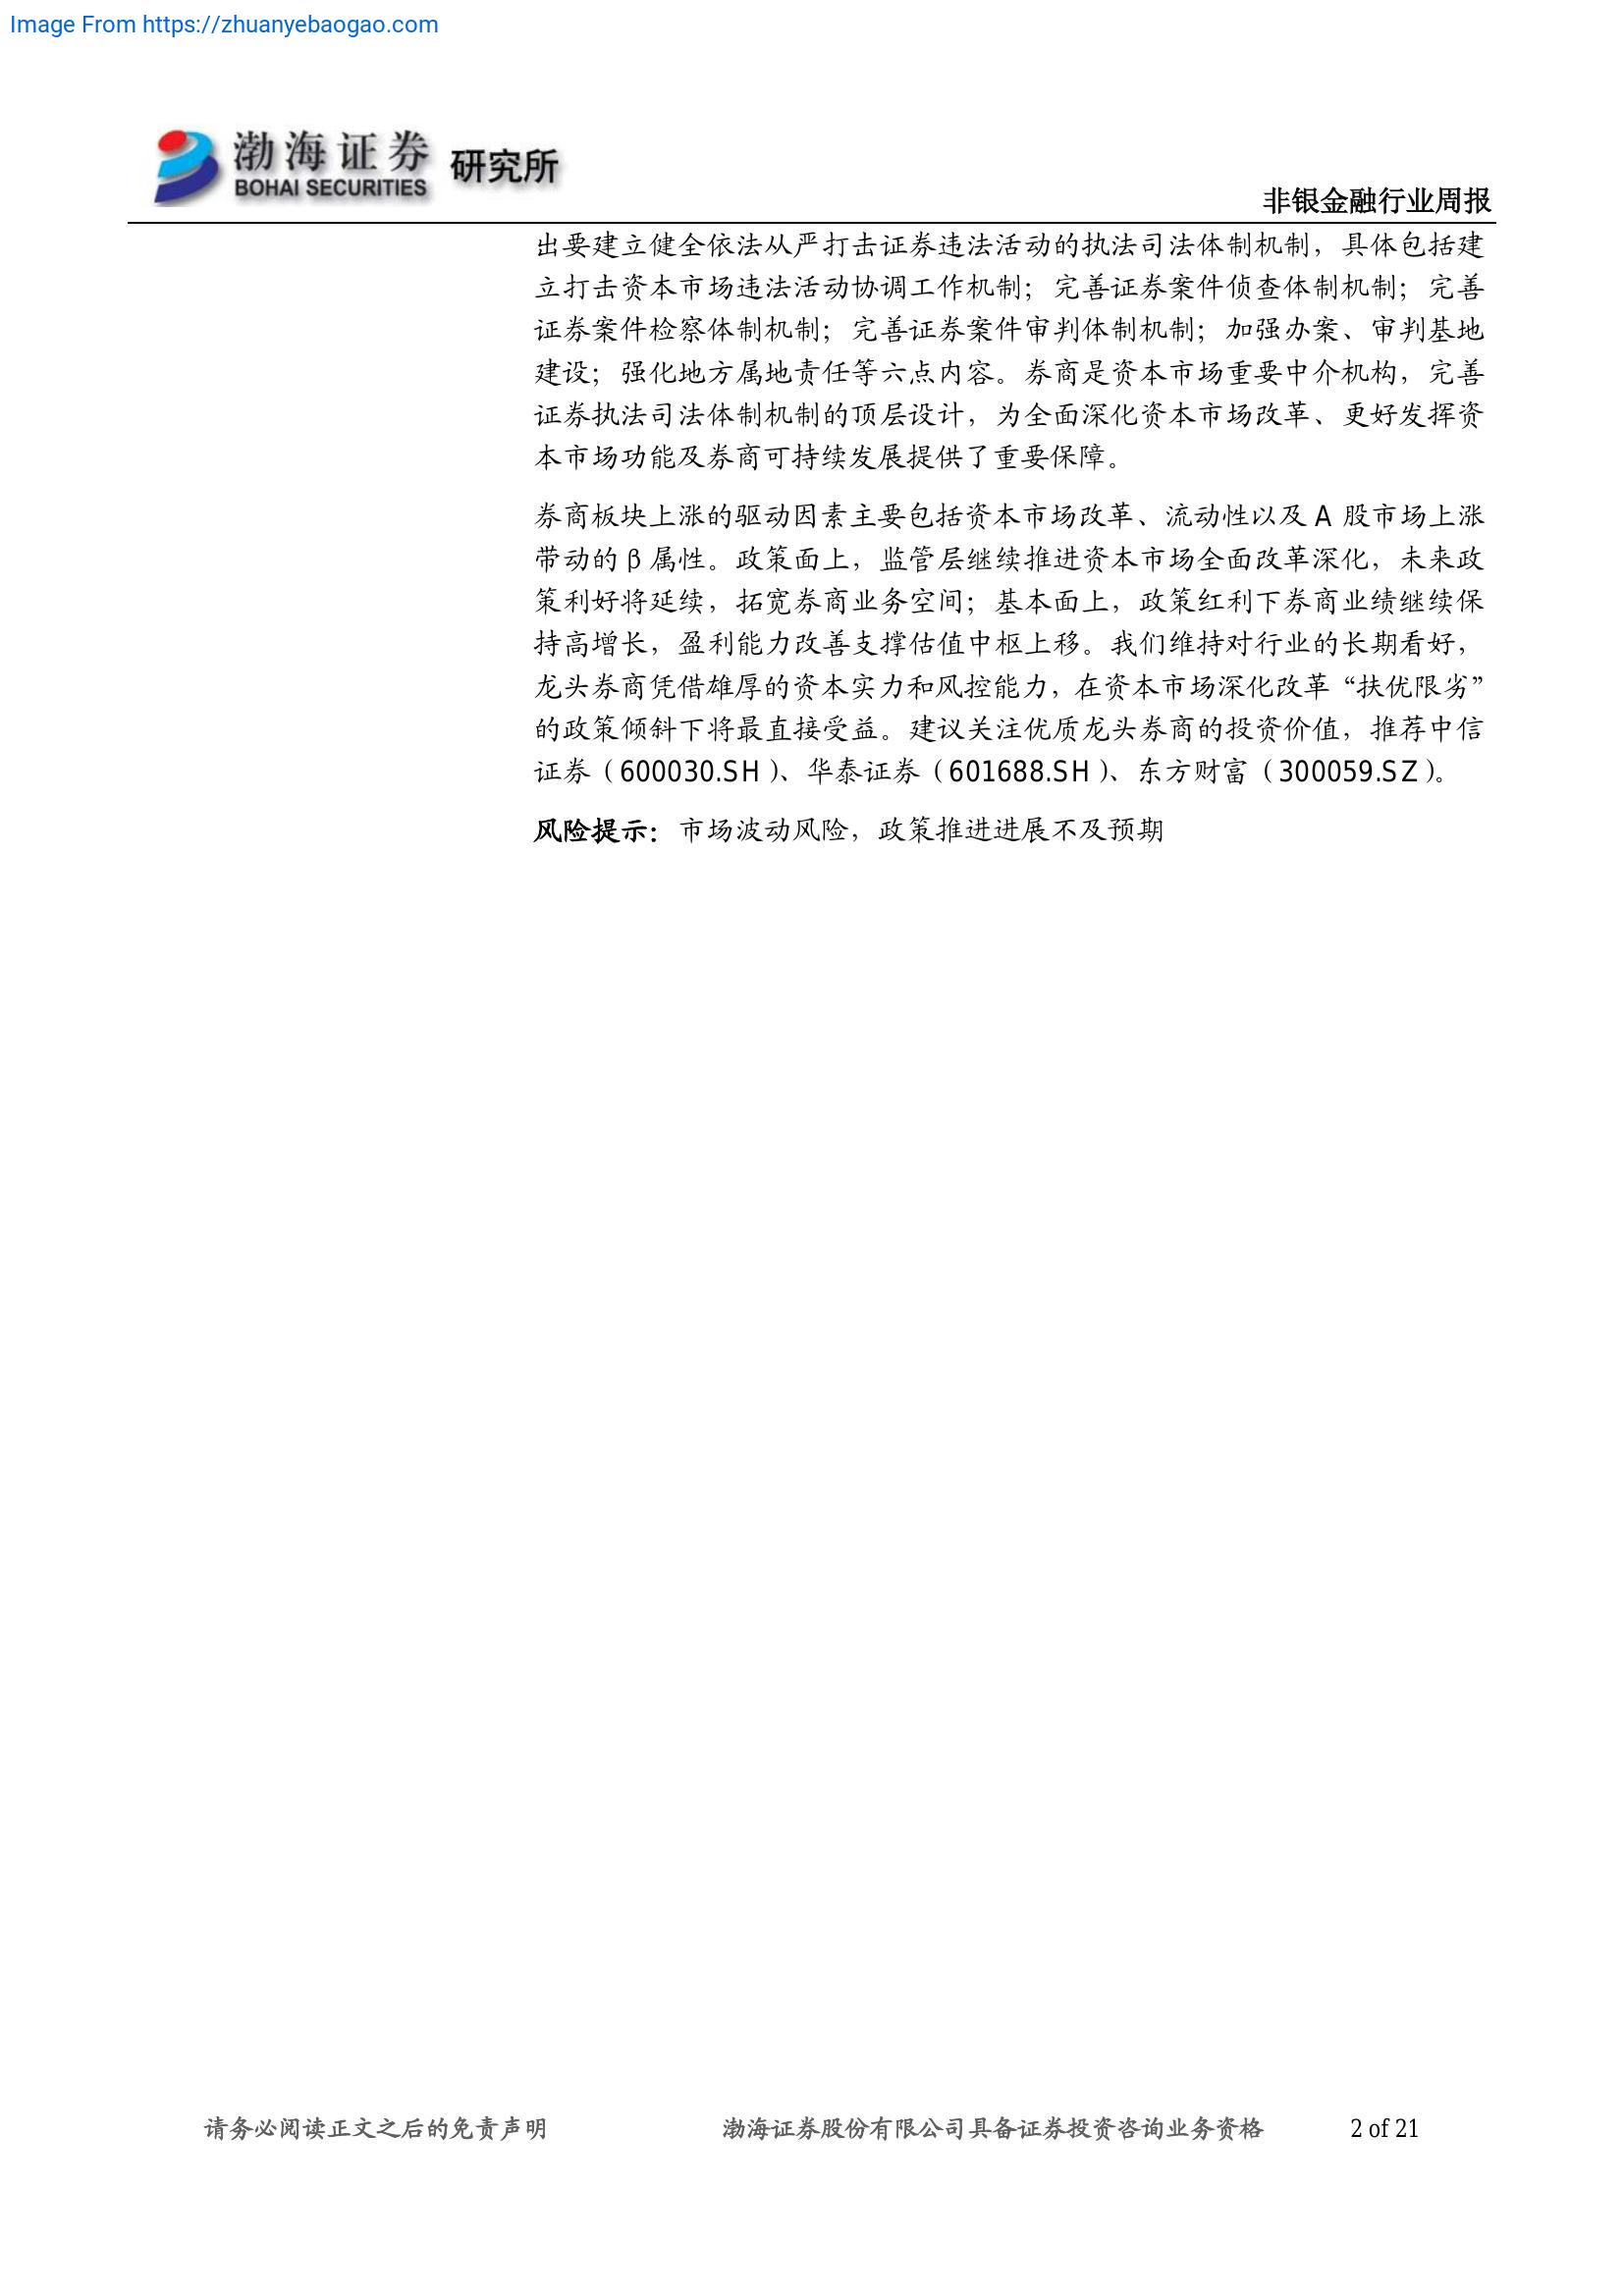 Image From https://zhuanyebaogao.com
渤海证券 研究所
BOHAI SECURITIES
非银金融行业周报
出要建立健全依法从严打击证券违法活动的执法司法体制机制，具体包括建
立打击资本市场违法活动协调工作机制；完善证券案件侦查体制机制；完善
证券案件检察体制机制；完善证券案件审判体制机制；加强办案、审判基地
建设；强化地方属地责任等六点内容。券商是资本市场重要中介机构，完善
证券执法司法体制机制的顶层设计，为全面深化资本市场改革、更好发挥资
本市场功能及券商可持续发展提供了重要保障。
券商板块上涨的驱动因素主要包括资本市场改革、流动性以及 A 股市场上涨
带动的 β 属性。政策面上，监管层继续推进资本市场全面改革深化，未来政
策利好将延续，拓宽券商业务空间；基本面上，政策红利下券商业绩继续保
持高增长，盈利能力改善支撑估值中枢上移。我们维持对行业的长期看好，
龙头券商凭借雄厚的资本实力和风控能力，在资本市场深化改革“扶优限劣”
的政策倾斜下将最直接受益。建议关注优质龙头券商的投资价值，推荐中信
证券（600030.SH）、华泰证券（601688.SH）、东方财富（300059.SZ）。
风险提示：市场波动风险，政策推进进展不及预期
请务必阅读正文之后的免责声明 渤海证券股份有限公司具备证券投资咨询业务资格 2 of 21